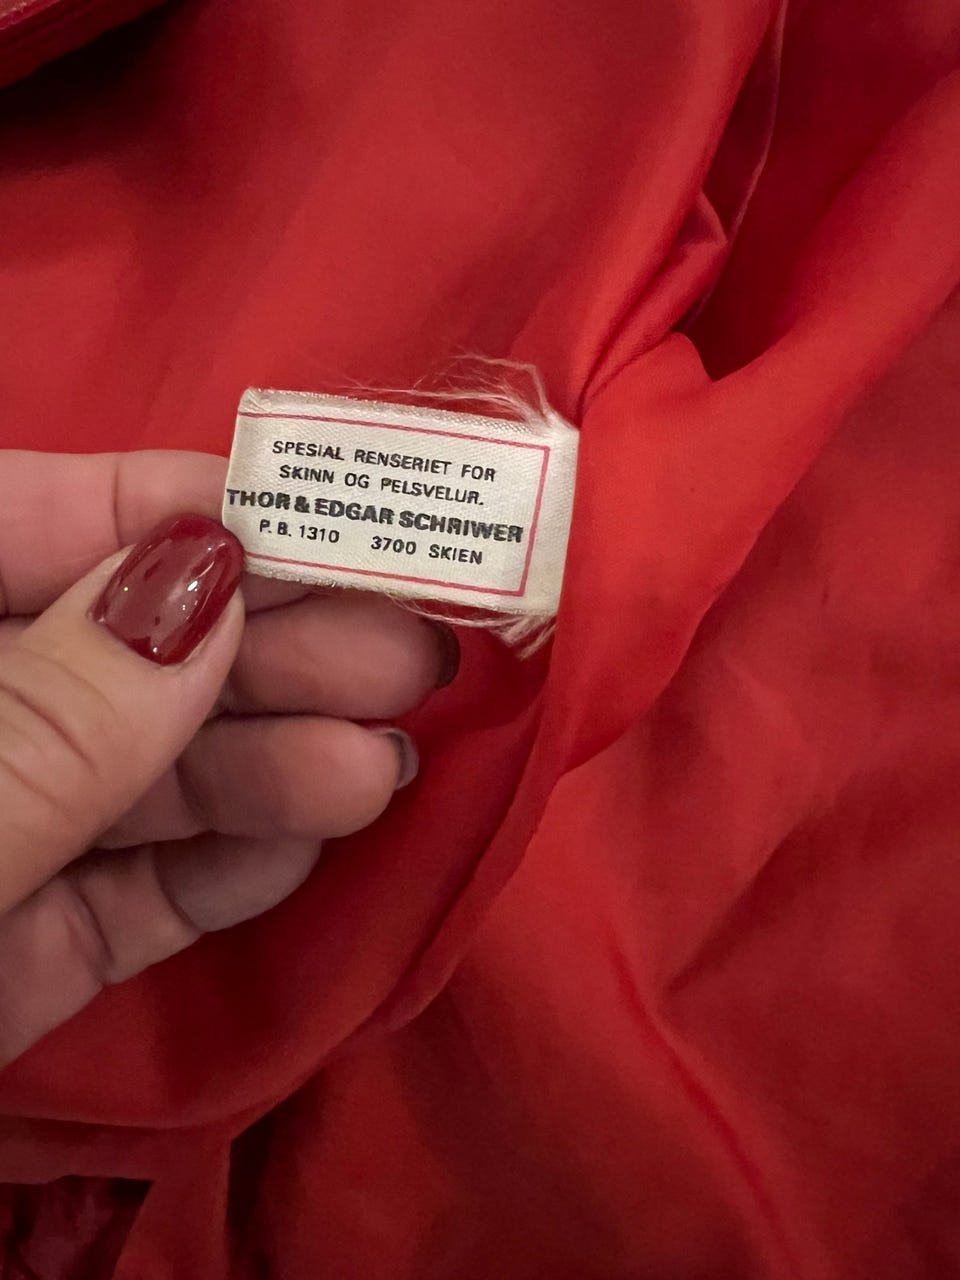 SPESIAL RENSERIET FOR
SKINN OG PELSVELUR.
THOR & EDGAR SCHRIWER
P. B. 1310 3700 SKIEN